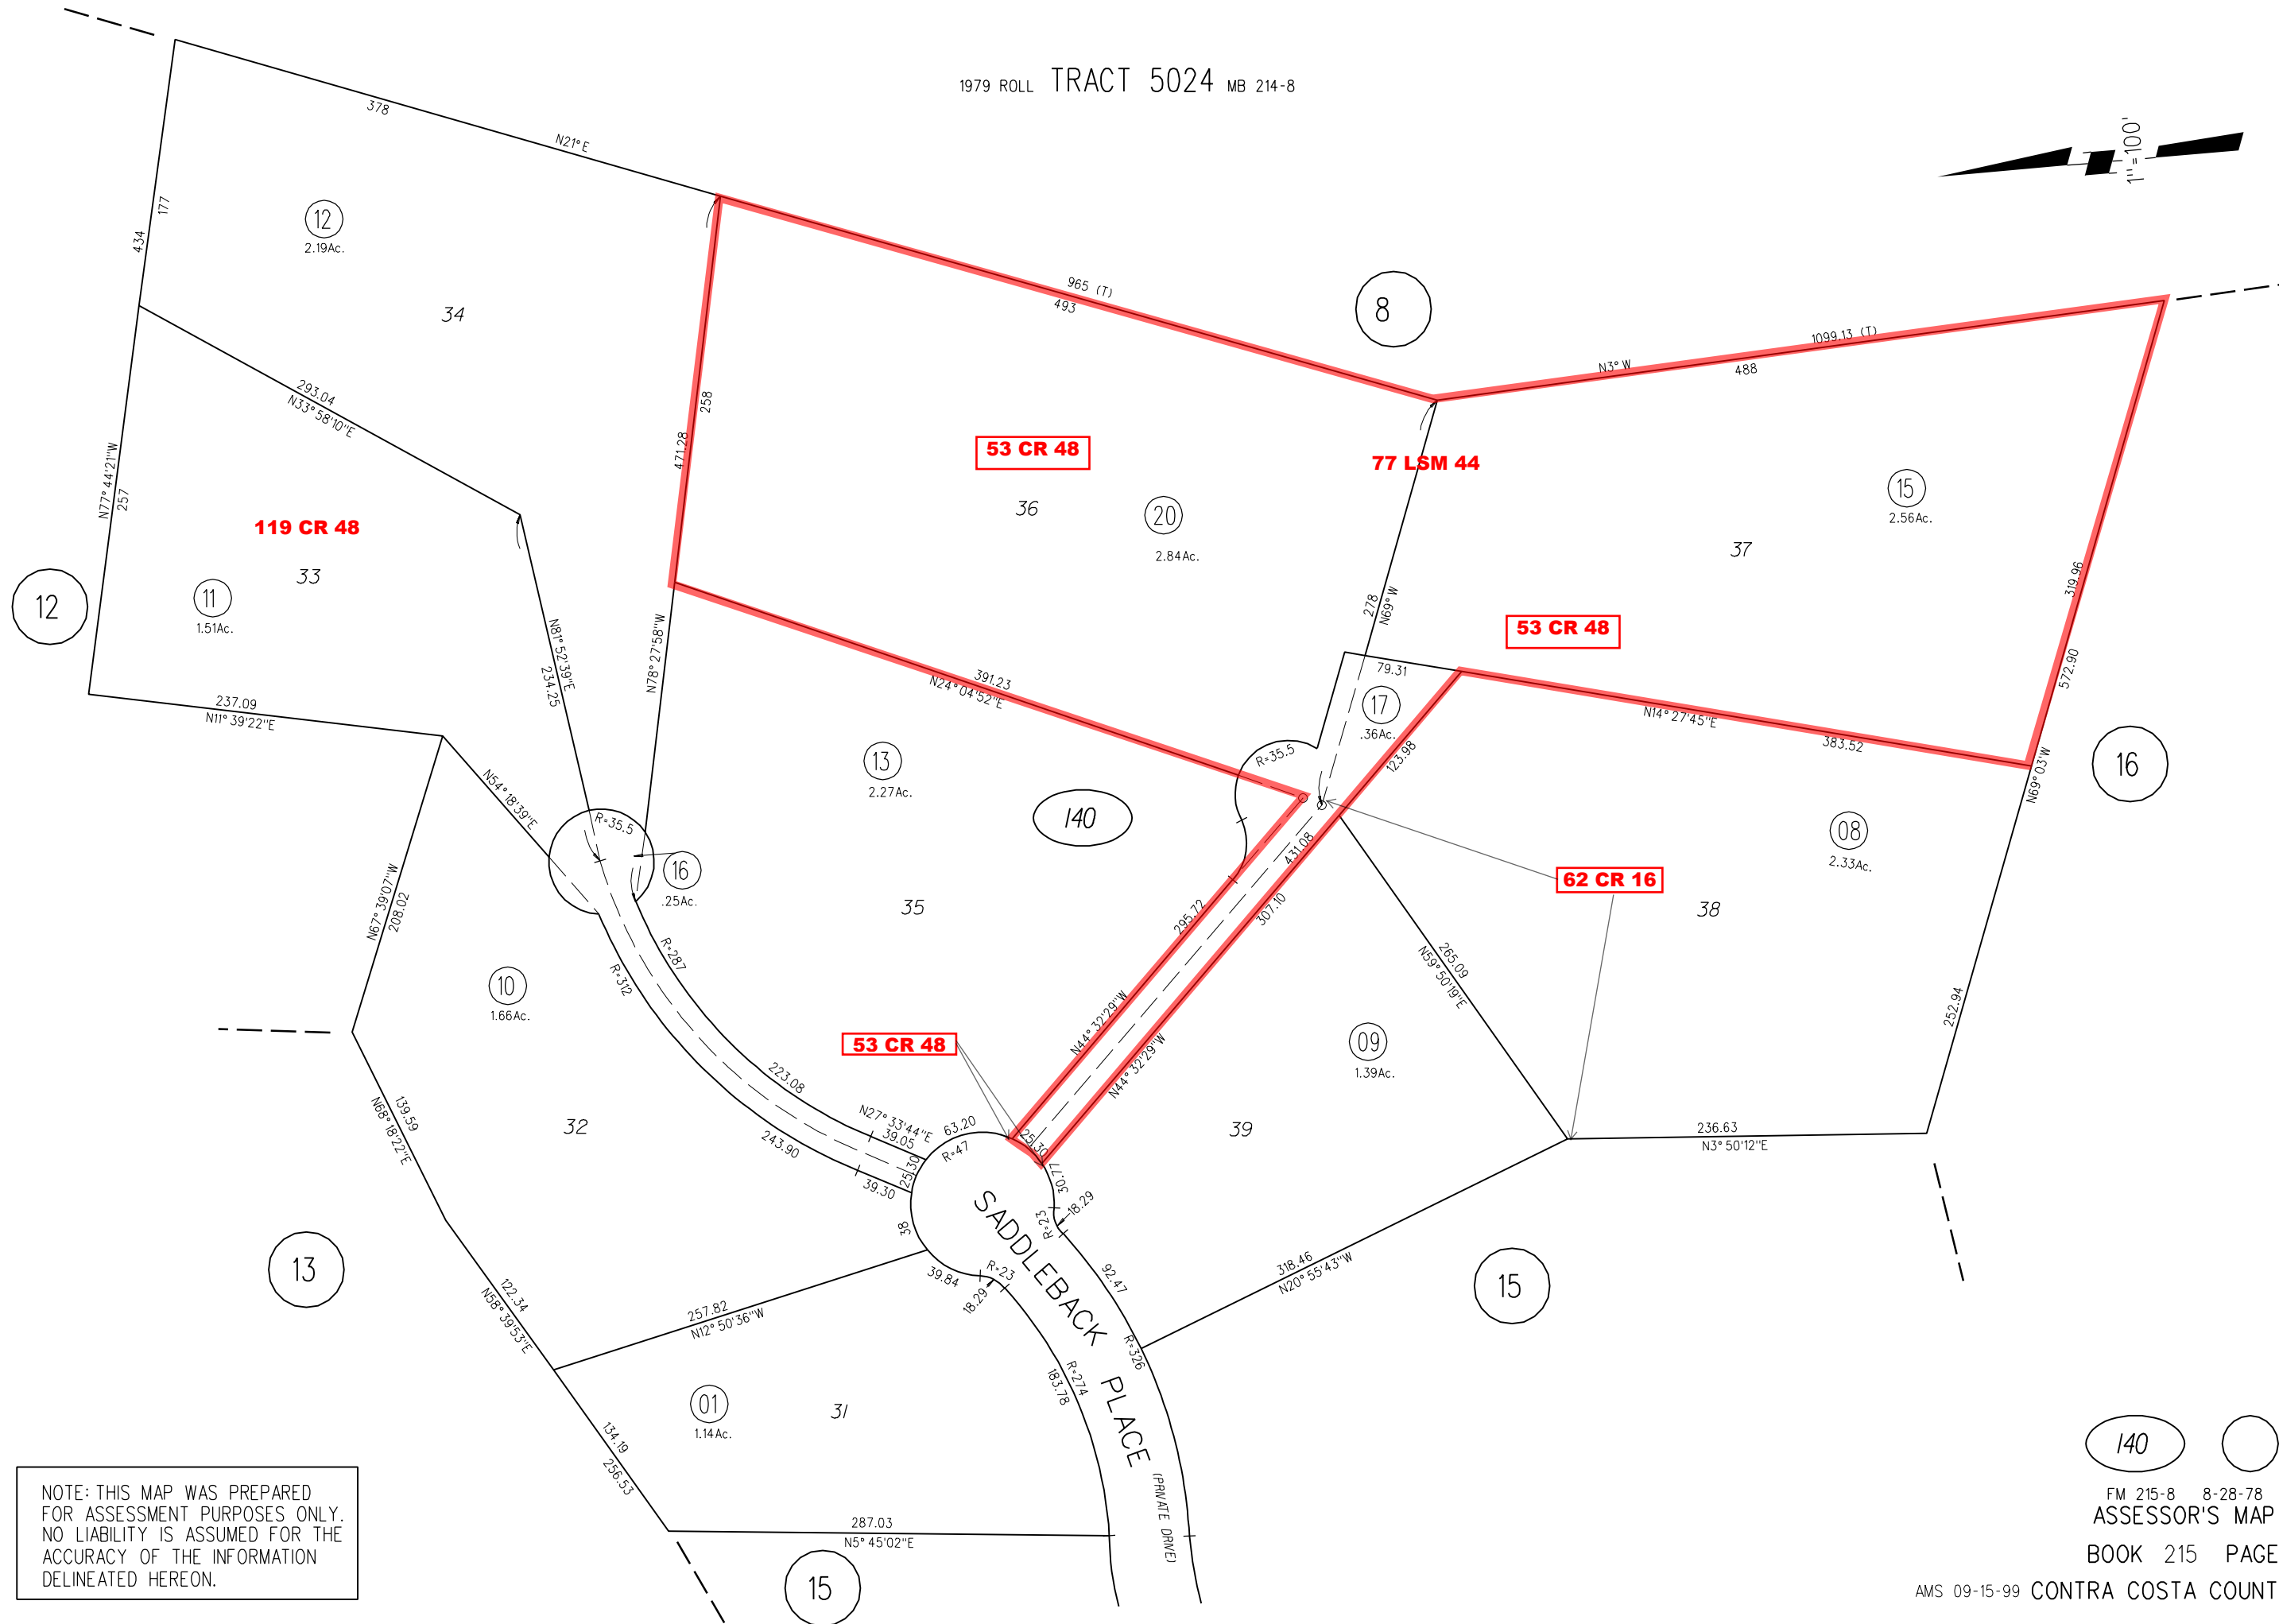 1979 ROLL TRACT 5024 MB 214-8
1"=100'
378
N21°E
177
434
12
2.19Ac.
34
965 (T)
493
8
1099.13 (T)
N3°W
488
293.04
N33°58'10"E
258
471.28
53 CR 48
77 LSM 44
36
20
2.84Ac.
15
2.56Ac.
37
N77°44'21"W
257
119 CR 48
33
11
1.51Ac.
12
N81°52'39"E
234.25
N78°27'58"W
278
N69°W
53 CR 48
319.96
572.90
N69°03'W
16
237.09
N11°39'22"E
391.23
N24°04'52"E
79.31
17
.36Ac.
N14°27'45"E
383.52
123.98
R=35.5
13
2.27Ac.
140
N54°18'39"E
R=35.5
16
.25Ac.
431.08
08
2.33Ac.
62 CR 16
38
35
295.72
307.10
N67°39'07"W
208.02
R=287
R=312
10
1.66Ac.
265.09
N59°50'19"E
252.94
N44°32'29"W
N44°32'29"W
53 CR 48
09
1.39Ac.
139.59
N68°18'22"E
32
223.08
243.90
N27°33'44"E
39.05
39.30
63.20
R=47
25.30
25.30
30.77
39
236.63
N3°50'12"E
38
R=23
18.29
SADDLEBACK PLACE
(PRIVATE DRIVE)
13
39.84
R=23
18.29
92.47
318.46
N20°55'43"W
15
122.34
N58°39'53"E
257.82
N12°50'36"W
R=326
R=274
183.78
01
1.14Ac.
31
134.19
256.53
287.03
N5°45'02"E
15
NOTE: THIS MAP WAS PREPARED
FOR ASSESSMENT PURPOSES ONLY.
NO LIABILITY IS ASSUMED FOR THE
ACCURACY OF THE INFORMATION
DELINEATED HEREON.
140
FM 215-8 8-28-78
ASSESSOR'S MAP
BOOK 215 PAGE
AMS 09-15-99 CONTRA COSTA COUNT